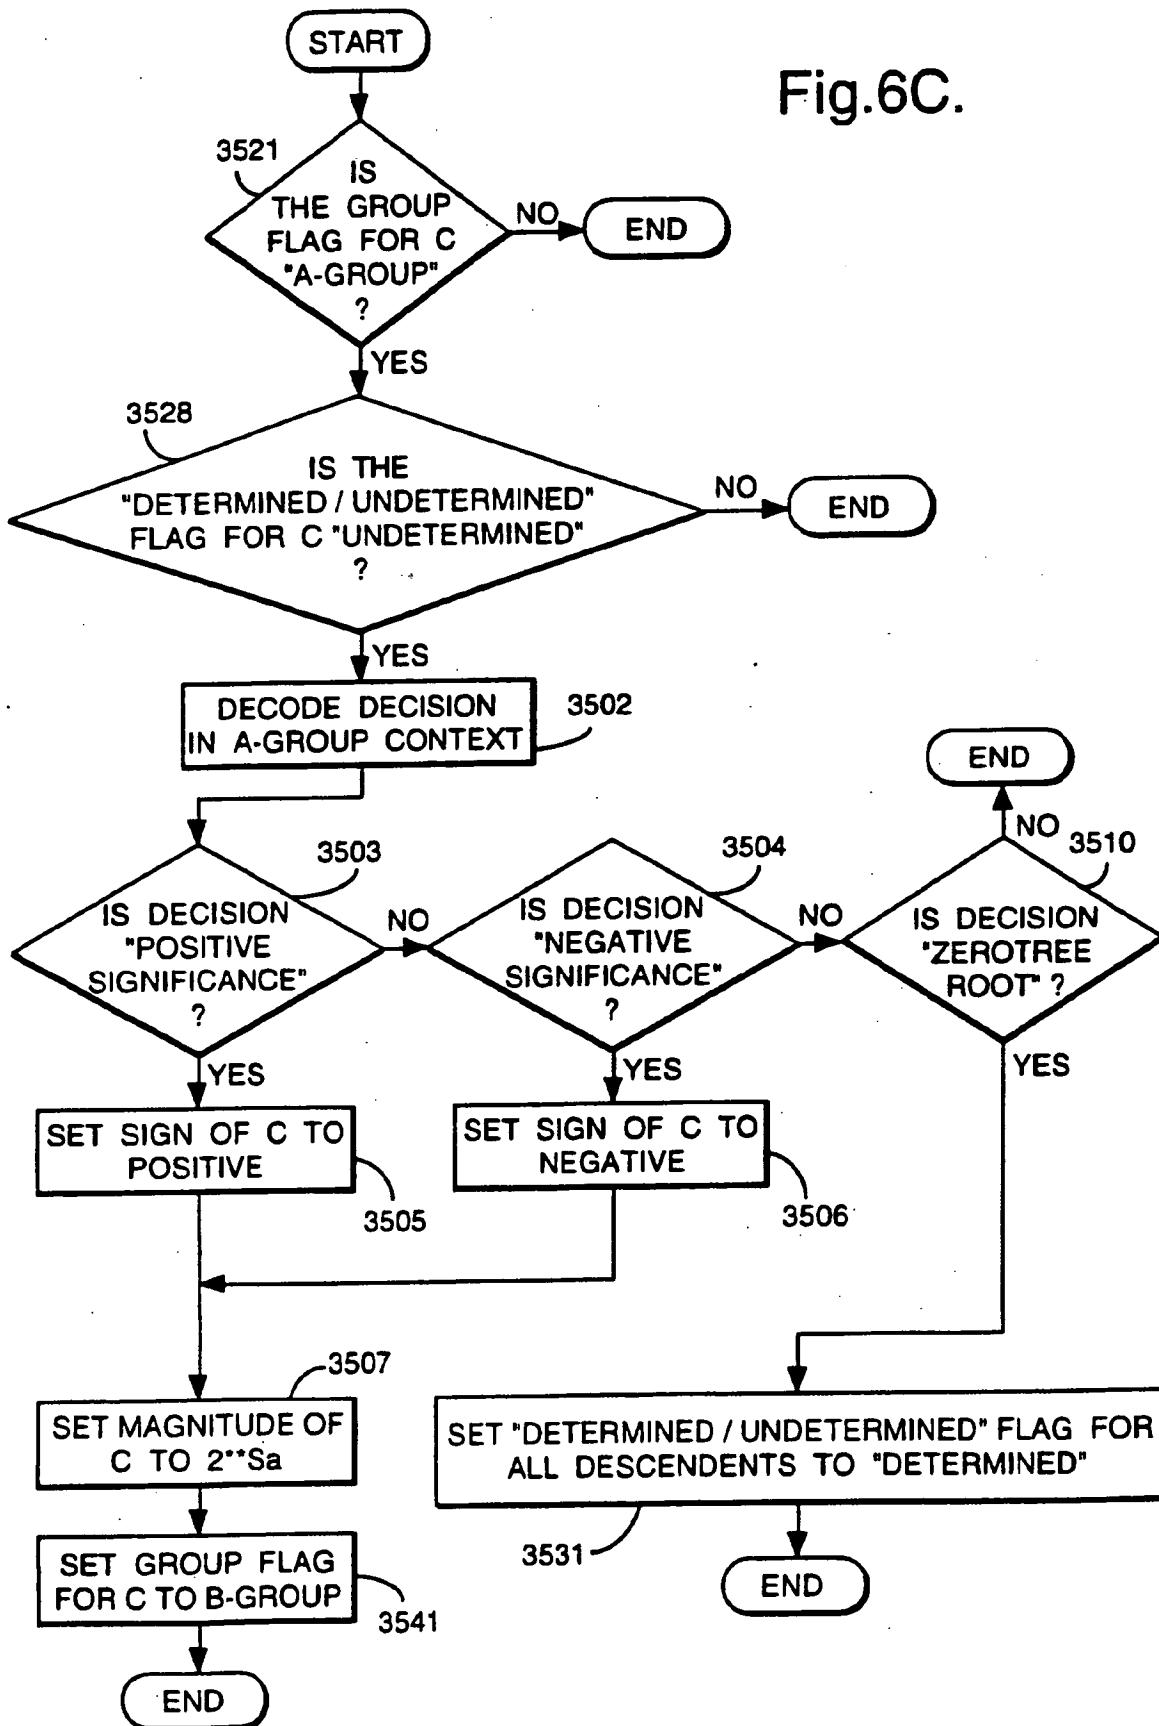 START
Fig.6C.
3521
IS
THE GROUP
FLAG FOR C
"A-GROUP"
?
NO
END
YES
3528
IS THE
"DETERMINED / UNDETERMINED"
FLAG FOR C "UNDETERMINED"
?
NO
END
YES
DECODE DECISION
IN A-GROUP CONTEXT
3502
END
NO
3503
IS DECISION
"POSITIVE
SIGNIFICANCE"
?
NO
3504
IS DECISION
"NEGATIVE
SIGNIFICANCE"
?
NO
3510
IS DECISION
"ZEROTREE
ROOT" ?
YES
YES
YES
SET SIGN OF C TO
POSITIVE
3505
SET SIGN OF C TO
NEGATIVE
3506
3507
SET MAGNITUDE OF
C TO 2**Sa
SET "DETERMINED / UNDETERMINED" FLAG FOR
ALL DESCENDENTS TO "DETERMINED"
3531
END
SET GROUP FLAG
FOR C TO B-GROUP
3541
END